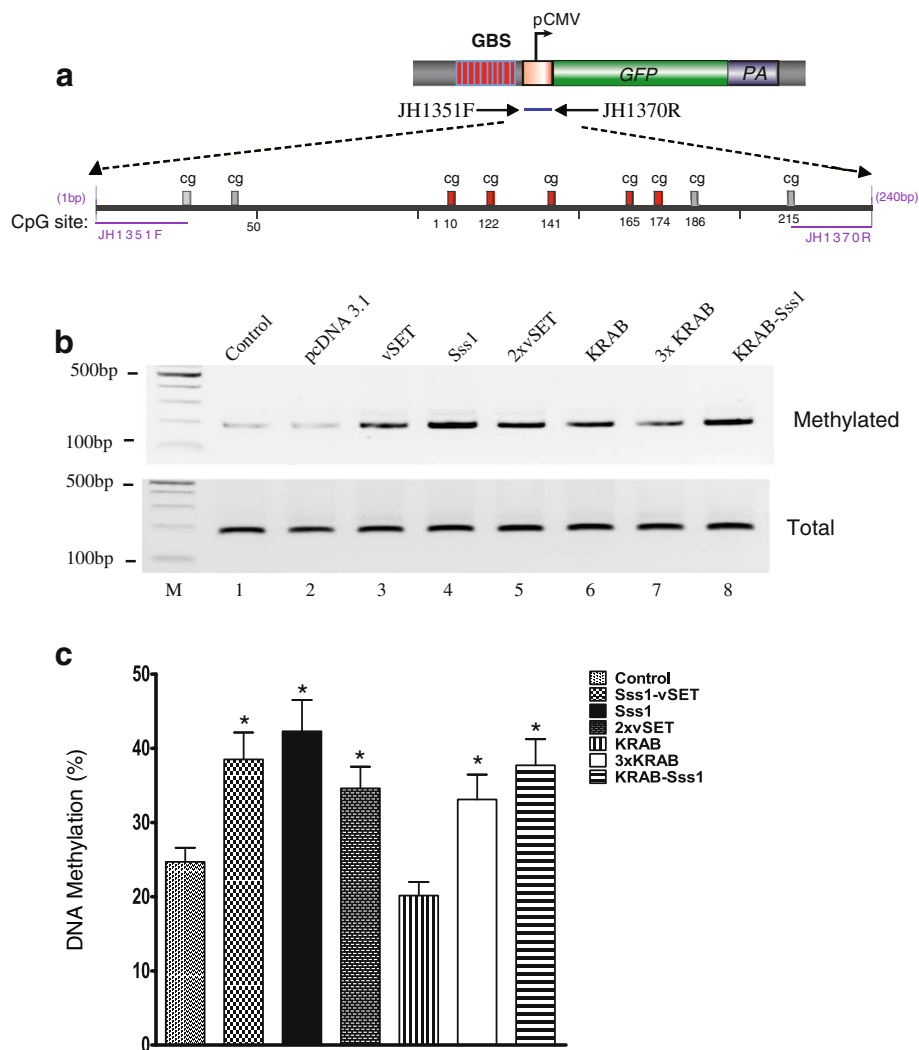 a
GBS
pCMV
GFP
PA
JH1351F
JH1370R
cg cg cg cg cg cg cg cg cg
(1bp)
(240bp)
CpG site:
50 1 10 122 141 165 174 186 215
JH1351F
JH1370R
b
Control pcDNA 3.1 vSET Sss1 2xvSET KRAB 3x KRAB KRAB-Sss1
500bp
100bp
Methylated
500bp
100bp
Total
M 1 2 3 4 5 6 7 8
c
DNA Methylation (%)
50
40
30
20
10
0
* * * * *
Control
Sss1-vSET
Sss1
2xvSET
KRAB
3xKRAB
KRAB-Sss1